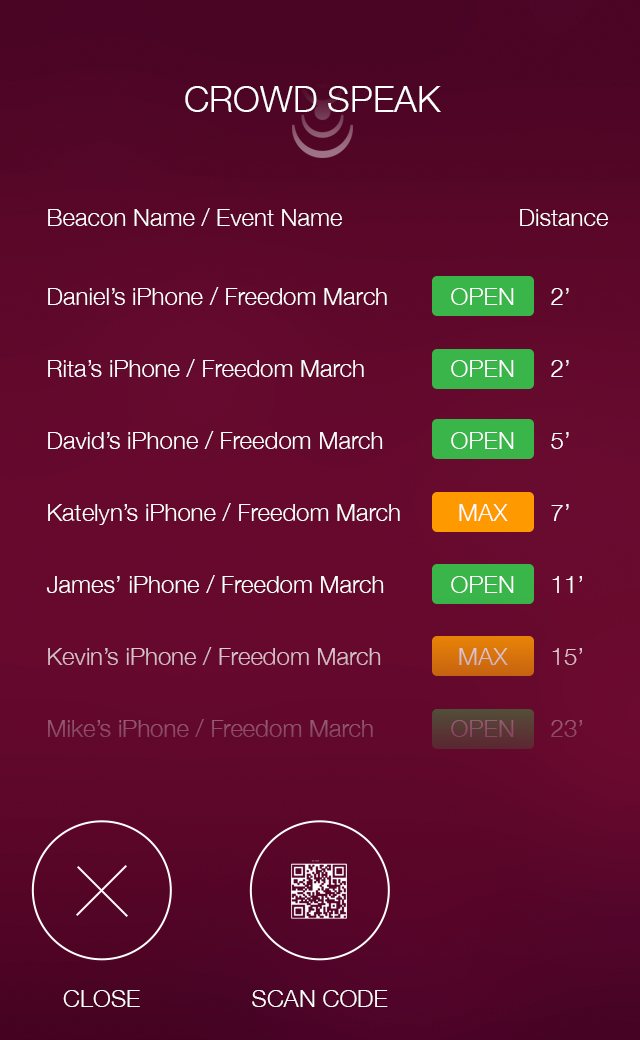 CROWD SPEAK
Beacon Name / Event Name Distance
Daniel’s iPhone / Freedom March OPEN 2’
Rita’s iPhone / Freedom March OPEN 2’
David’s iPhone / Freedom March OPEN 5’
Katelyn’s iPhone / Freedom March MAX 7’
James’ iPhone / Freedom March OPEN 11’
Kevin’s iPhone / Freedom March MAX 15’
Mike’s iPhone / Freedom March OPEN 23’
CLOSE SCAN CODE